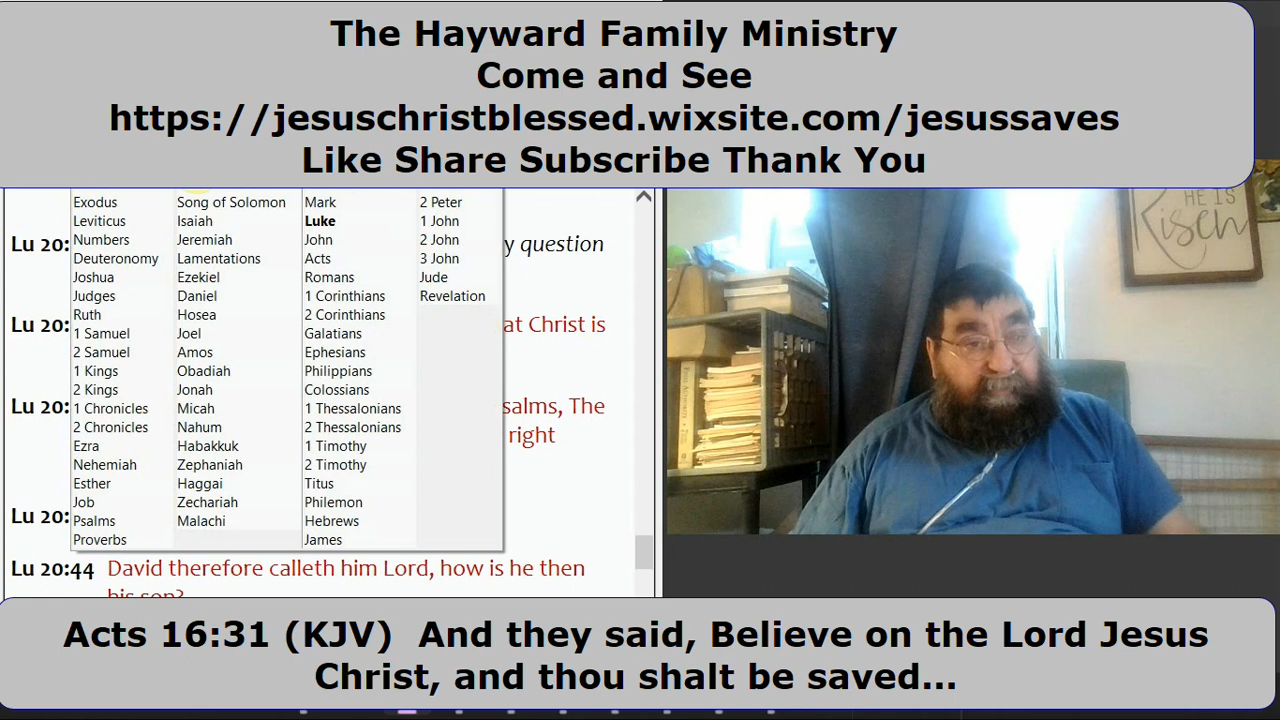 The Hayward Family Ministry
Come and See
https://jesuschristblessed.wixsite.com/jesussaves
Like Share Subscribe Thank You
Exodus
Leviticus
Numbers
Deuteronomy
Joshua
Judges
Ruth
1 Samuel
2 Samuel
1 Kings
2 Kings
1 Chronicles
2 Chronicles
Ezra
Nehemiah
Esther
Job
Psalms
Proverbs
Song of Solomon
Isaiah
Jeremiah
Lamentations
Ezekiel
Daniel
Hosea
Joel
Amos
Obadiah
Jonah
Micah
Nahum
Habakkuk
Zephaniah
Haggai
Zechariah
Malachi
Mark
Luke
John
Acts
Romans
1 Corinthians
2 Corinthians
Galatians
Ephesians
Philippians
Colossians
1 Thessalonians
2 Thessalonians
1 Timothy
2 Timothy
Titus
Philemon
Hebrews
James
2 Peter
1 John
2 John
3 John
Jude
Revelation
Lu 20: y question
Lu 20: at Christ is
Lu 20: salms, The
right
Lu 20:
Lu 20:44 David therefore calleth him Lord, how is he then
his son?
HE IS
Risen
Acts 16:31 (KJV) And they said, Believe on the Lord Jesus
Christ, and thou shalt be saved...